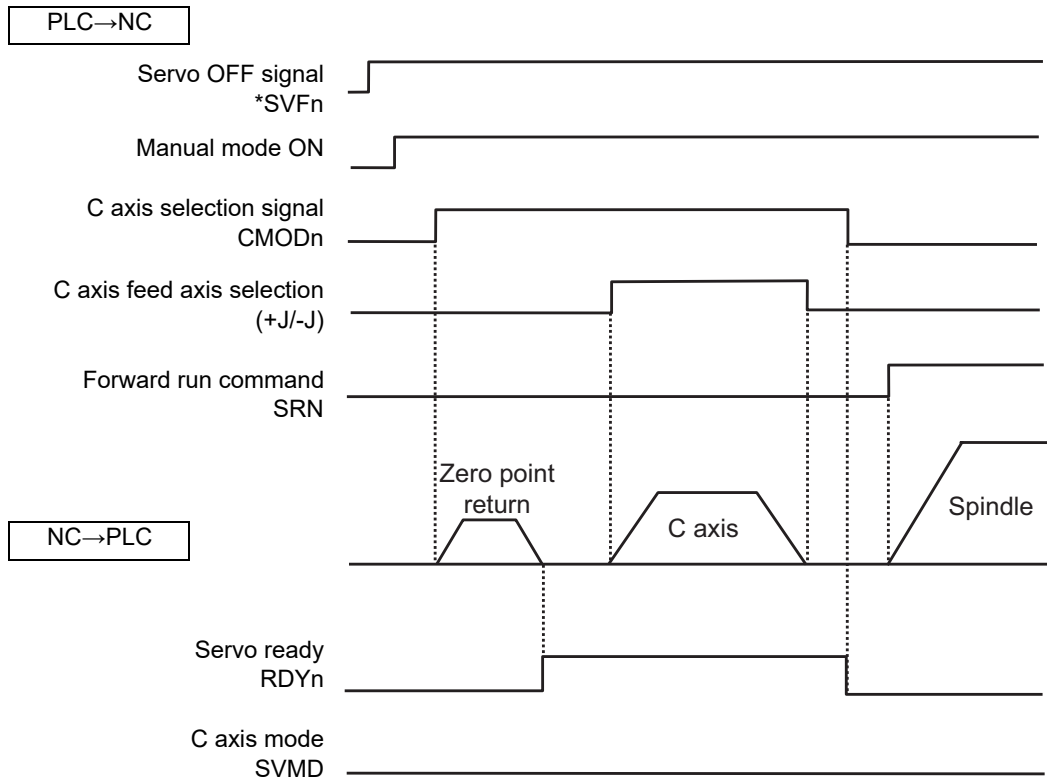 PLC→NC
Servo OFF signal
*SVFn
Manual mode ON
C axis selection signal
CMODn
C axis feed axis selection
(+J/-J)
Forward run command
SRN
Zero point
return
C axis
Spindle
NC→PLC
Servo ready
RDYn
C axis mode
SVMD